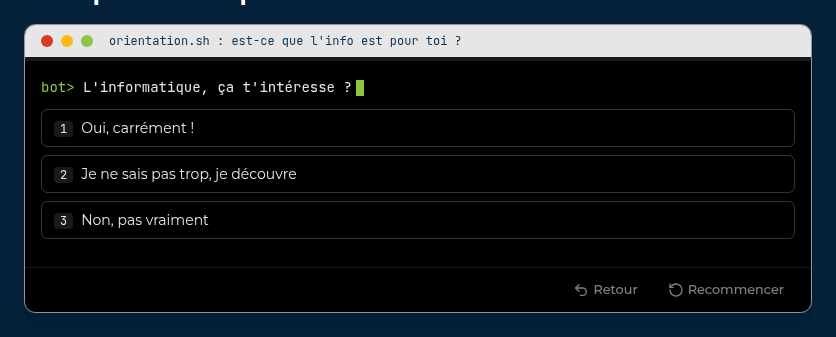 orientation.sh : est-ce que l'info est pour toi ?
bot> L'informatique, ça t'intéresse ?
1 Oui, carrément !
2 Je ne sais pas trop, je découvre
3 Non, pas vraiment
Retour
Recommencer